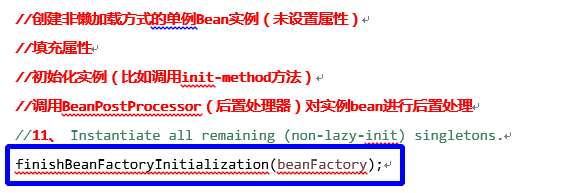 //创建非懒加载方式的单例Bean实例（未设置属性）
//填充属性
//初始化实例（比如调用init-method方法）
//调用BeanPostProcessor（后置处理器）对实例bean进行后置处理
//11、 Instantiate all remaining (non-lazy-init) singletons.
finishBeanFactoryInitialization(beanFactory);